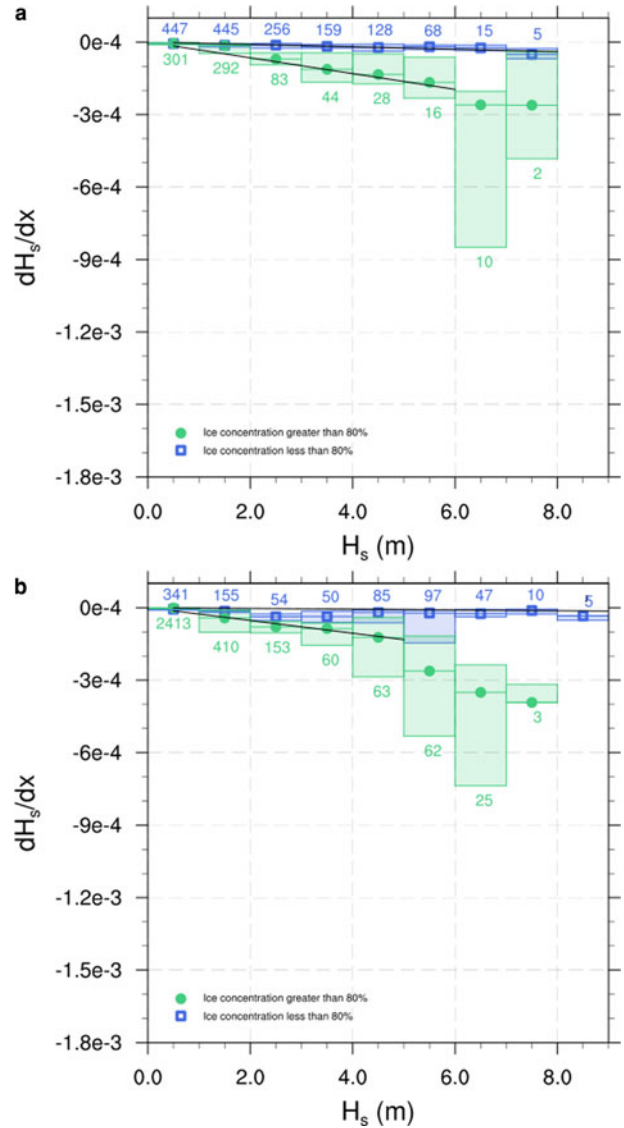 a
447 445 256 159 128 68 15 5
0e-4
301 292 83 44 28 16
-3e-4
2
-6e-4
dHs/dx
-9e-4
10
-1.2e-3
-1.5e-3
Ice concentration greater than 80%
Ice concentration less than 80%
-1.8e-3
0.0 2.0 4.0 6.0 8.0
Hs (m)
b
341 155 54 50 85 97 47 10 5
0e-4
2413 410 153 60 63
-3e-4
62 3
-6e-4
25
dHs/dx
-9e-4
-1.2e-3
-1.5e-3
Ice concentration greater than 80%
Ice concentration less than 80%
-1.8e-3
0.0 2.0 4.0 6.0 8.0
Hs (m)